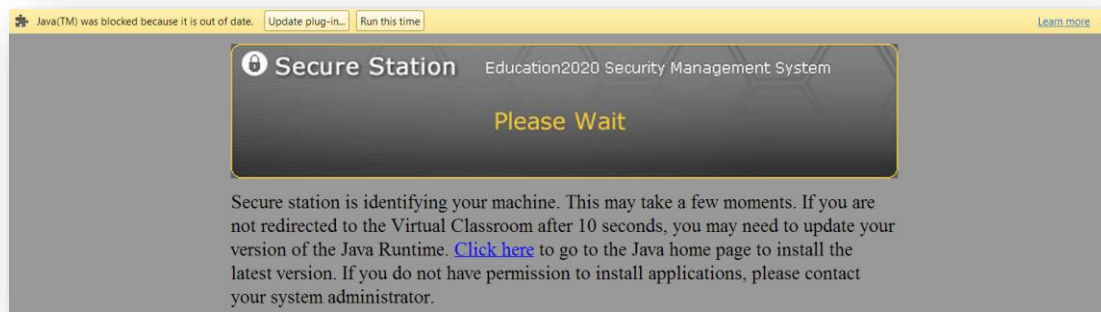 Java(TM) was blocked because it is out of date. Update plug-in... Run this time Learn more
Secure Station Education2020 Security Management System
Please Wait
Secure station is identifying your machine. This may take a few moments. If you are
not redirected to the Virtual Classroom after 10 seconds, you may need to update your
version of the Java Runtime. Click here to go to the Java home page to install the
latest version. If you do not have permission to install applications, please contact
your system administrator.